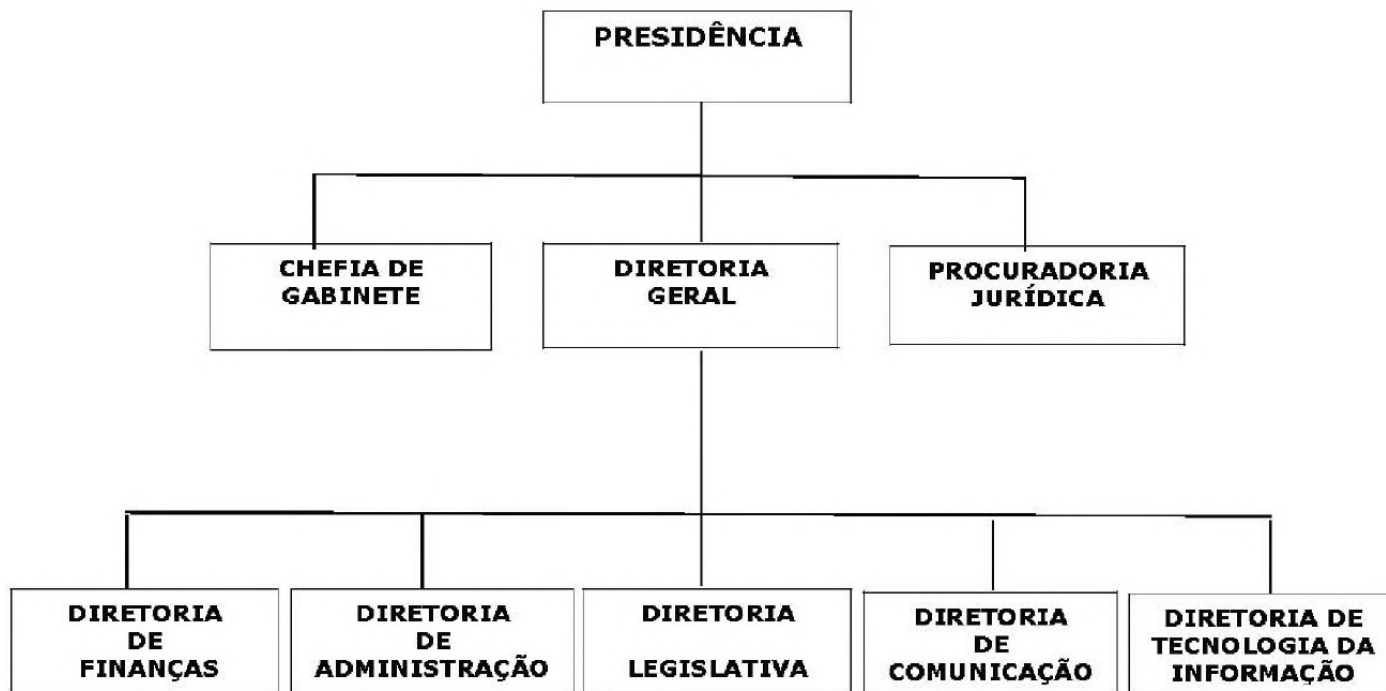 PRESIDÊNCIA
CHEFIA DE
GABINETE
DIRETORIA
GERAL
PROCURADORIA
JURÍDICA
DIRETORIA
DE
FINANÇAS
DIRETORIA
DE
ADMINISTRAÇÃO
DIRETORIA
LEGISLATIVA
DIRETORIA
DE
COMUNICAÇÃO
DIRETORIA DE
TECNOLOGIA DA
INFORMAÇÃO